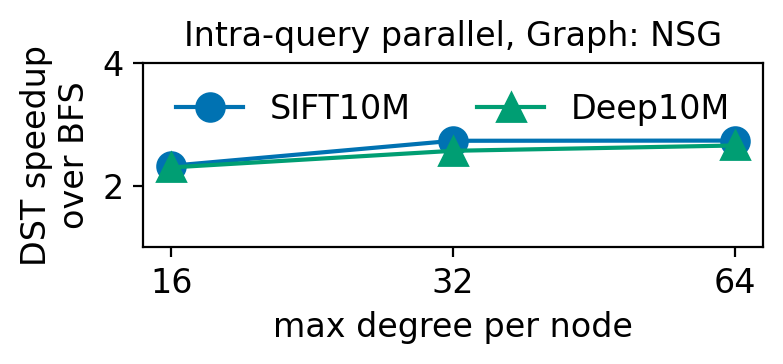 Intra-query parallel, Graph: NSG
DST speedup
over BFS
4
2
SIFT10M
Deep10M
16
32
64
max degree per node